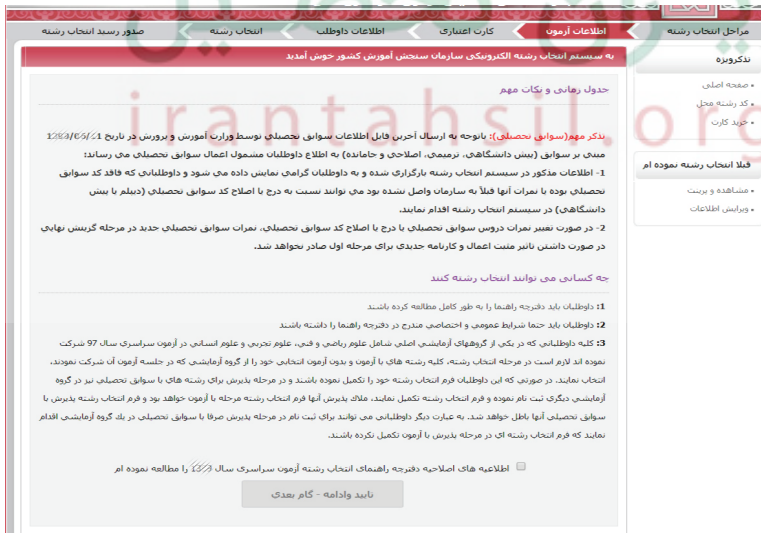 مراحل انتخاب رشته
اطلاعات آزمون
کارت اعتباری
اطلاعات داوطلب
انتخاب رشته
صدور رسید انتخاب رشته
تذکرویژه
صفحه اصلی
کد رشته محل
خرید کارت
قبلا انتخاب رشته نموده ام
مشاهده و پرینت
ویرایش اطلاعات
به سیستم انتخاب رشته الکترونیکی سازمان سنجش آموزش کشور خوش آمدید
جدول زمانی و نکات مهم
irantahsil.org
تذکر مهم(سوابق تحصیلی): باتوجه به ارسال آخرین فایل اطلاعات سوابق تحصیلی توسط وزارت آموزش و پرورش در تاریخ
مبنی بر سوابق (پیش دانشگاهی، ترمیمی، اصلاحی و جامانده) به اطلاع داوطلبان مشمول اعمال سوابق تحصیلی می رساند:
1- اطلاعات مذکور در سیستم انتخاب رشته بارگزاری شده و به داوطلبان گرامی نمایش داده می شود و داوطلبانی که فاقد کد سوابق
تحصیلی بوده یا نمرات آنها قبلاً به سازمان واصل نشده بود می توانند نسبت به درج یا اصلاح کد سوابق تحصیلی (دیپلم یا پیش
دانشگاهی) در سیستم انتخاب رشته اقدام نمایند.
2- در صورت تغییر نمرات دروس سوابق تحصیلی یا درج یا اصلاح کد سوابق تحصیلی، نمرات سوابق تحصیلی جدید در مرحله گزینش نهایی
در صورت داشتن تاثیر مثبت اعمال و کارنامه جدیدی برای مرحله اول صادر نخواهد شد.
چه کسانی می توانند انتخاب رشته کنند
1: داوطلبان باید دفترچه راهنما را به طور کامل مطالعه کرده باشند
2: داوطلبان باید حتما شرایط عمومی و اختصاصی مندرج در دفترچه راهنما را داشته باشند
3: کلیه داوطلبانی که در یکی از گروههای آزمایشی اصلی شامل علوم ریاضی و فنی، علوم تجربی و علوم انسانی در آزمون سراسری سال 97 شرکت
نموده اند لازم است در مرحله انتخاب رشته، کلیه رشته های با آزمون و بدون آزمون انتخابی خود را از گروه آزمایشی که در جلسه آزمون آن شرکت نمودند،
انتخاب نمایند. در صورتی که این داوطلبان فرم انتخاب رشته خود را تکمیل نموده باشند و در مرحله پذیرش برای رشته های با سوابق تحصیلی نیز در گروه
آزمایشی دیگری ثبت نام نموده و فرم انتخاب رشته تکمیل نمایند، ملاک پذیرش آنها فرم انتخاب رشته مرحله با آزمون خواهد بود و فرم انتخاب رشته پذیرش با
سوابق تحصیلی آنها باطل خواهد شد. به عبارت دیگر داوطلبانی می توانند برای ثبت نام در مرحله پذیرش صرفا با سوابق تحصیلی در یك گروه آزمایشی اقدام
نمایند که فرم انتخاب رشته ای در مرحله پذیرش با آزمون تکمیل نکرده باشند.
اطلاعیه های اصلاحیه دفترچه راهنمای انتخاب رشته آزمون سراسری سال را مطالعه نموده ام
تایید وادامه - گام بعدی